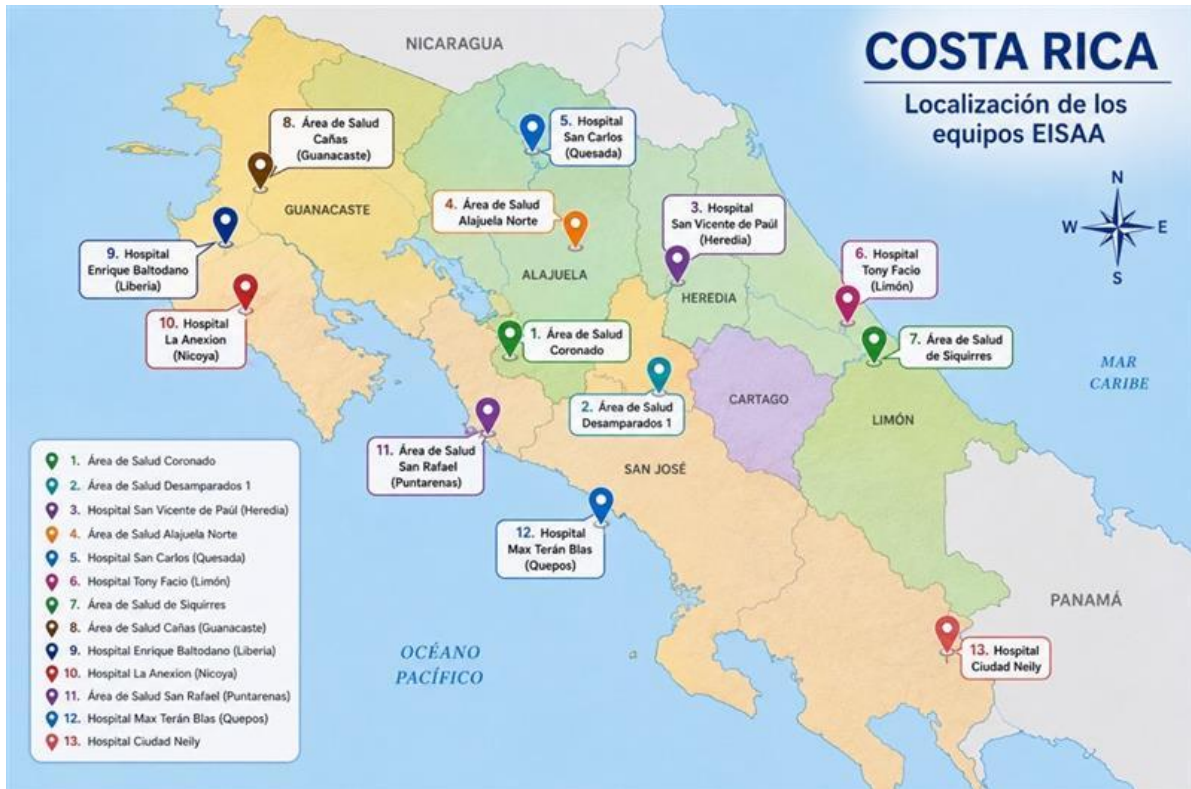 COSTA RICA
Localización de los
equipos EISAA
NICARAGUA
8. Área de Salud
Cañas
(Guanacaste)
5. Hospital
San Carlos
(Quesada)
4. Área de Salud
Alajuela Norte
3. Hospital
San Vicente de Paúl
(Heredia)
N
W
E
S
GUANACASTE
9. Hospital
Enrique Baltodano
(Liberia)
ALAJUELA
HEREDIA
6. Hospital
Tony Facio
(Limón)
10. Hospital
La Anexion
(Nicoya)
1. Área de Salud
Coronado
7. Área de Salud
de Siquirres
MAR
CARIBE
2. Área de Salud
Desamparados 1
CARTAGO
LIMÓN
11. Área de Salud
San Rafael
(Puntarenas)
SAN JOSÉ
12. Hospital
Max Terán Blas
(Quepos)
PANAMÁ
OCÉANO
PACÍFICO
13. Hospital
Ciudad Neily
1. Área de Salud Coronado
2. Área de Salud Desamparados 1
3. Hospital San Vicente de Paúl (Heredia)
4. Área de Salud Alajuela Norte
5. Hospital San Carlos (Quesada)
6. Hospital Tony Facio (Limón)
7. Área de Salud de Siquirres
8. Área de Salud Cañas (Guanacaste)
9. Hospital Enrique Baltodano (Liberia)
10. Hospital La Anexion (Nicoya)
11. Área de Salud San Rafael (Puntarenas)
12. Hospital Max Terán Blas (Quepos)
13. Hospital Ciudad Neily